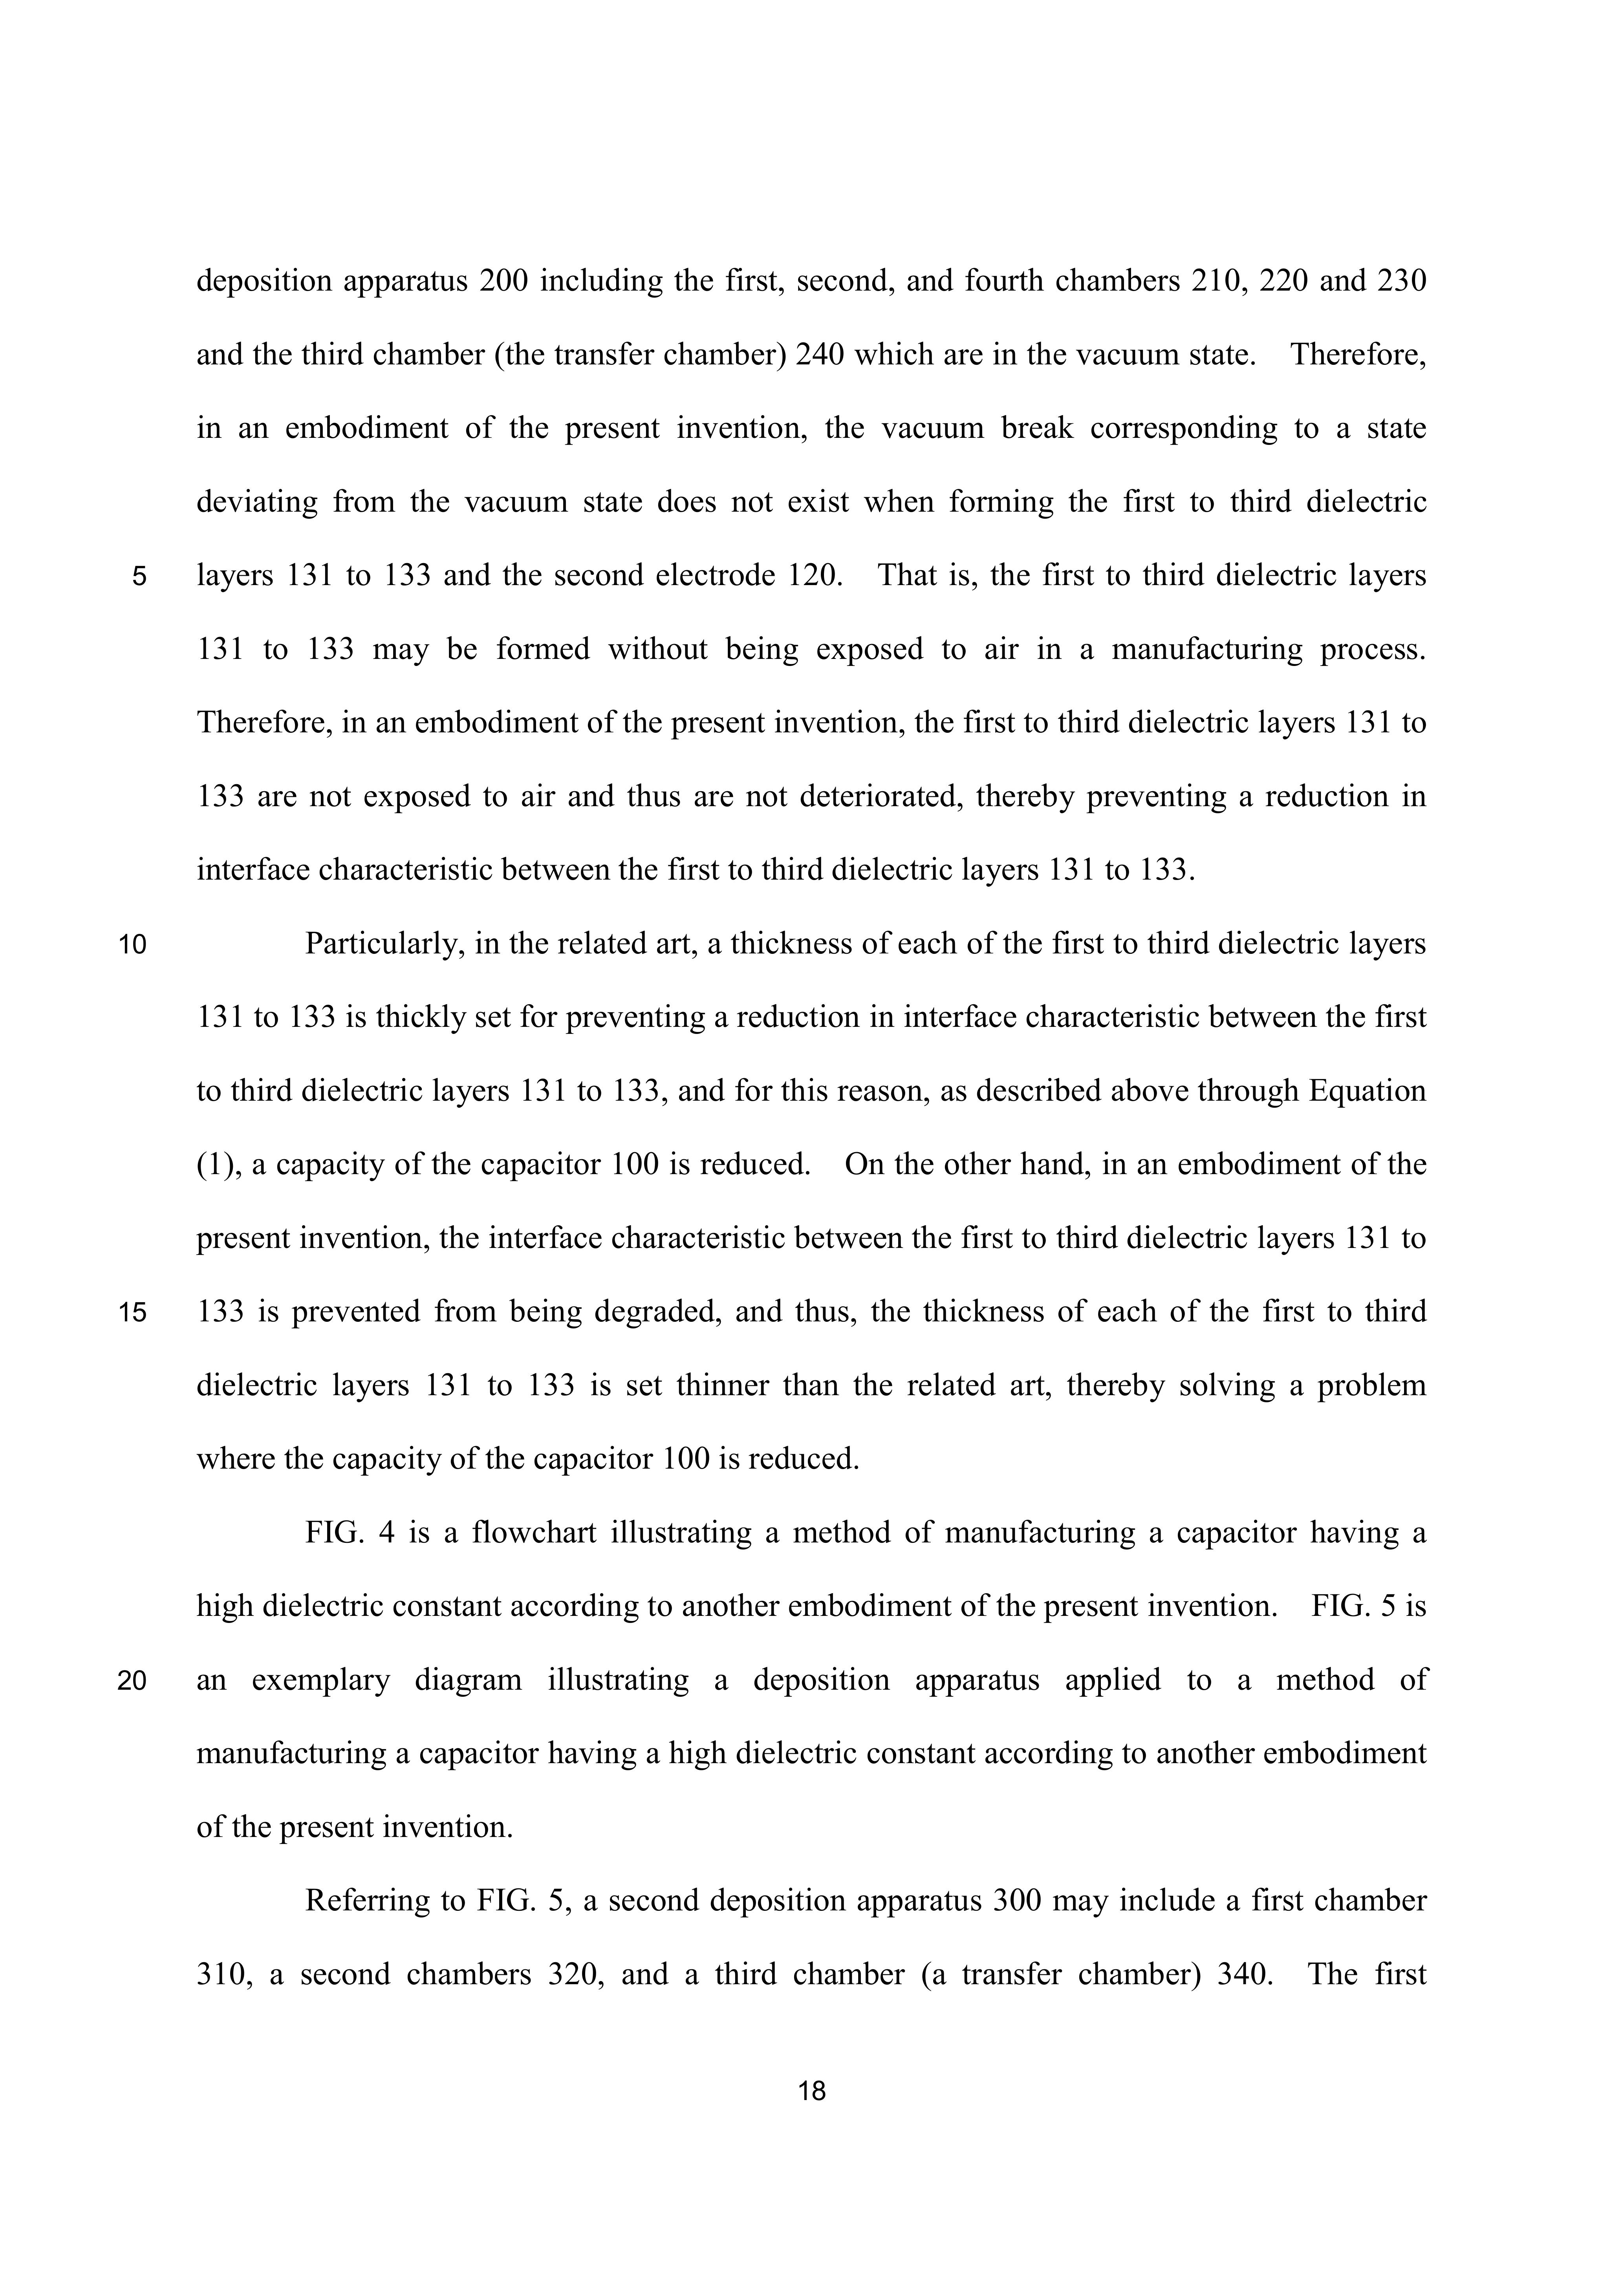 deposition apparatus 200 including the first, second, and fourth chambers 210, 220 and 230
and the third chamber (the transfer chamber) 240 which are in the vacuum state. Therefore,
in an embodiment of the present invention, the vacuum break corresponding to a state
deviating from the vacuum state does not exist when forming the first to third dielectric
5 layers 131 to 133 and the second electrode 120. That is, the first to third dielectric layers
131 to 133 may be formed without being exposed to air in a manufacturing process.
Therefore, in an embodiment of the present invention, the first to third dielectric layers 131 to
133 are not exposed to air and thus are not deteriorated, thereby preventing a reduction in
interface characteristic between the first to third dielectric layers 131 to 133.
10 Particularly, in the related art, a thickness of each of the first to third dielectric layers
131 to 133 is thickly set for preventing a reduction in interface characteristic between the first
to third dielectric layers 131 to 133, and for this reason, as described above through Equation
(1), a capacity of the capacitor 100 is reduced. On the other hand, in an embodiment of the
present invention, the interface characteristic between the first to third dielectric layers 131 to
15 133 is prevented from being degraded, and thus, the thickness of each of the first to third
dielectric layers 131 to 133 is set thinner than the related art, thereby solving a problem
where the capacity of the capacitor 100 is reduced.
FIG. 4 is a flowchart illustrating a method of manufacturing a capacitor having a
high dielectric constant according to another embodiment of the present invention. FIG. 5 is
20 an exemplary diagram illustrating a deposition apparatus applied to a method of
manufacturing a capacitor having a high dielectric constant according to another embodiment
of the present invention.
Referring to FIG. 5, a second deposition apparatus 300 may include a first chamber
310, a second chambers 320, and a third chamber (a transfer chamber) 340. The first
18